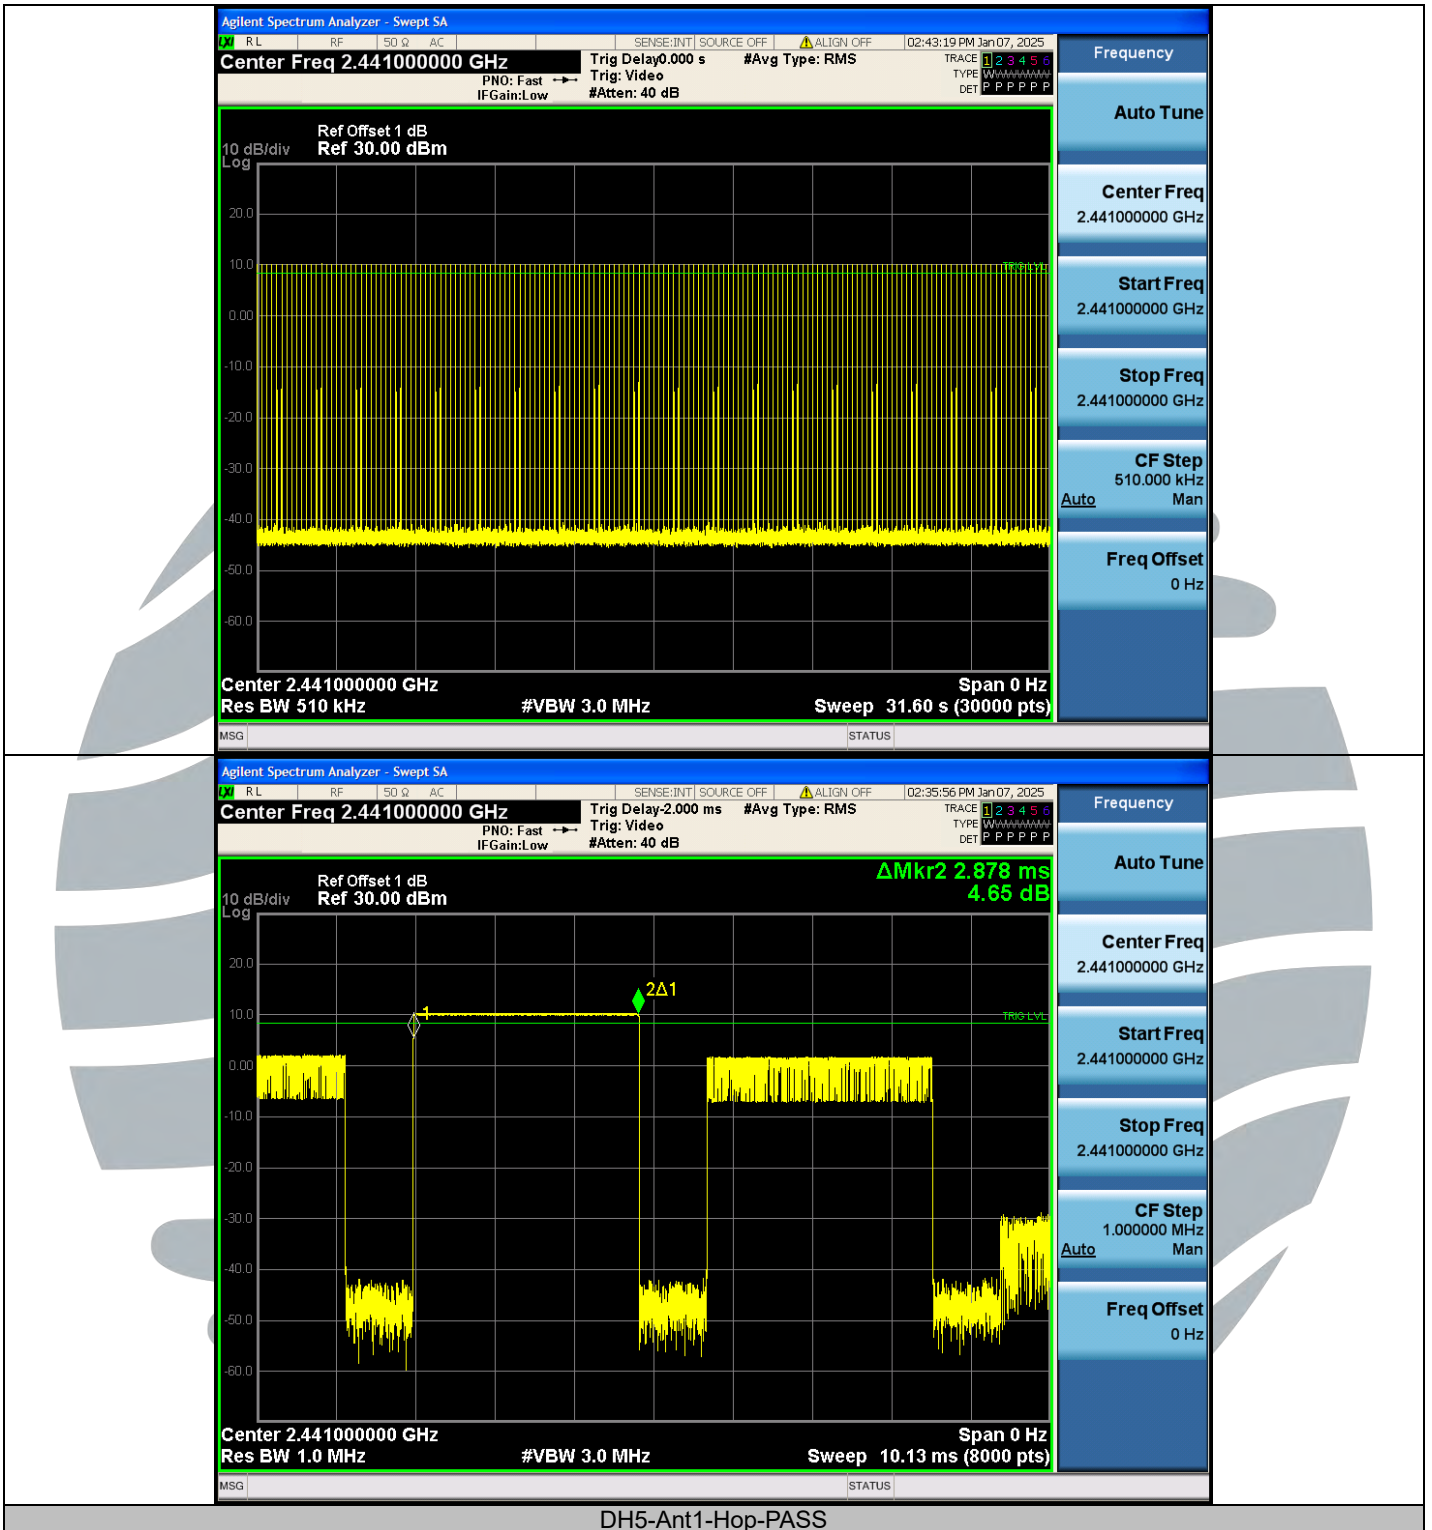 Agilent Spectrum Analyzer - Swept SA
LXI RL RF 50 Ω AC SENSE:INT SOURCE OFF ALIGN OFF 02:43:19 PM Jan 07, 2025
Center Freq 2.441000000 GHz
Trig Delay0.000 s #Avg Type: RMS
TRACE 1 2 3 4 5 6
PNO: Fast Trig: Video
TYPE WWWWWW
IFGain:Low #Atten: 40 dB
DET P P P P P P
Ref Offset 1 dB
10 dB/div Ref 30.00 dBm
Log
20.0
10.0
TRIG LVL
0.00
-10.0
-20.0
-30.0
-40.0
-50.0
-60.0
Center 2.441000000 GHz Span 0 Hz
Res BW 510 kHz #VBW 3.0 MHz Sweep 31.60 s (30000 pts)
MSG STATUS
Frequency
Auto Tune
Center Freq
2.441000000 GHz
Start Freq
2.441000000 GHz
Stop Freq
2.441000000 GHz
CF Step
510.000 kHz
Auto Man
Freq Offset
0 Hz
Agilent Spectrum Analyzer - Swept SA
LXI RL RF 50 Ω AC SENSE:INT SOURCE OFF ALIGN OFF 02:35:56 PM Jan 07, 2025
Center Freq 2.441000000 GHz
Trig Delay-2.000 ms #Avg Type: RMS
TRACE 1 2 3 4 5 6
PNO: Fast Trig: Video
TYPE WWWWWW
IFGain:Low #Atten: 40 dB
DET P P P P P P
ΔMkr2 2.878 ms
4.65 dB
Ref Offset 1 dB
10 dB/div Ref 30.00 dBm
Log
20.0
2Δ1
10.0
1
TRIG LVL
0.00
-10.0
-20.0
-30.0
-40.0
-50.0
-60.0
Center 2.441000000 GHz Span 0 Hz
Res BW 1.0 MHz #VBW 3.0 MHz Sweep 10.13 ms (8000 pts)
MSG STATUS
Frequency
Auto Tune
Center Freq
2.441000000 GHz
Start Freq
2.441000000 GHz
Stop Freq
2.441000000 GHz
CF Step
1.000000 MHz
Auto Man
Freq Offset
0 Hz
DH5-Ant1-Hop-PASS